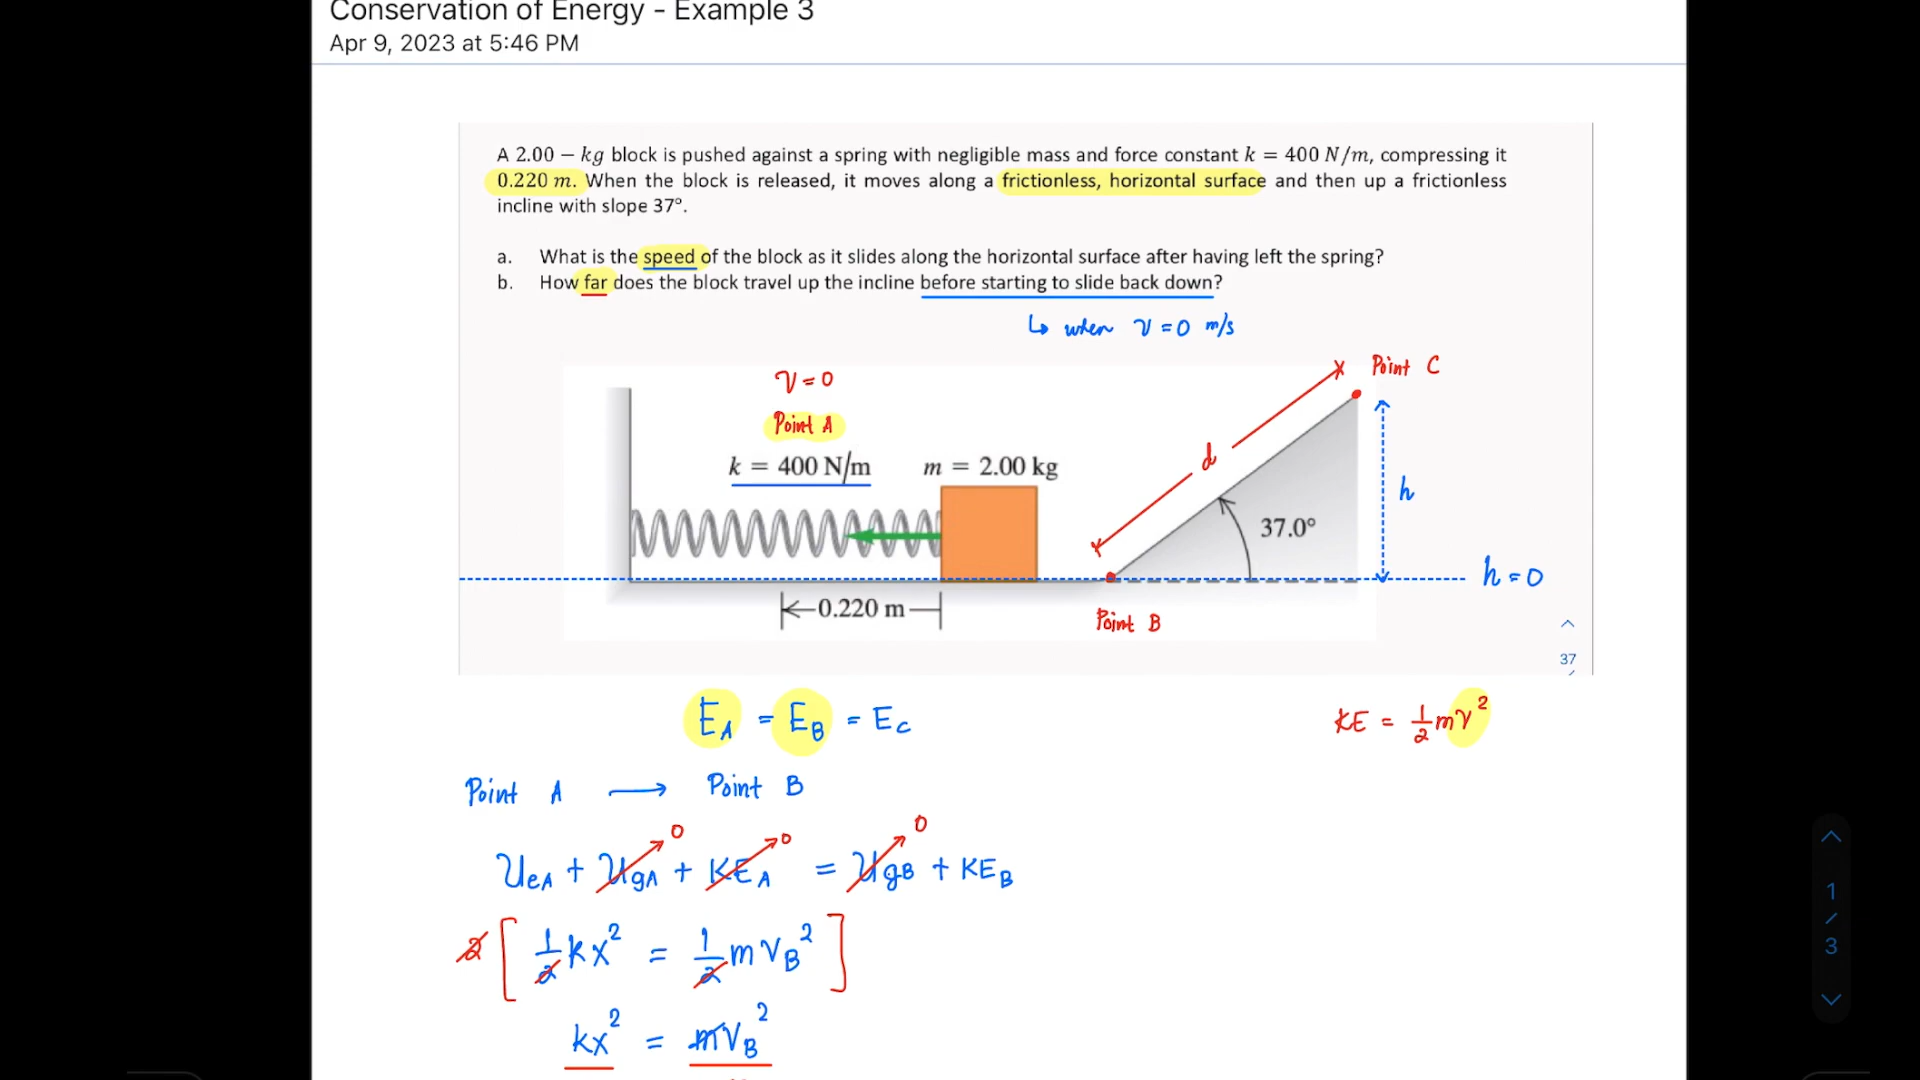 Conservation of Energy - Example 3
Apr 9, 2023 at 5:46 PM
A 2.00 − kg block is pushed against a spring with negligible mass and force constant k = 400 N/m, compressing it
0.220 m. When the block is released, it moves along a frictionless, horizontal surface and then up a frictionless
incline with slope 37°.
a. What is the speed of the block as it slides along the horizontal surface after having left the spring?
b. How far does the block travel up the incline before starting to slide back down?
↳ when v = 0 m/s
v = 0
Point C
Point A
k = 400 N/m
m = 2.00 kg
d
h
37.0°
h = 0
0.220 m
Point B
37
E_A = E_B = E_C
KE = 1/2 mv²
Point A → Point B
0 0 0
U_eA + U_gA + KE_A = U_gB + KE_B
2 [ 1/2 kx² = 1/2 mv_B² ]
kx² = mv_B²
1
/
3